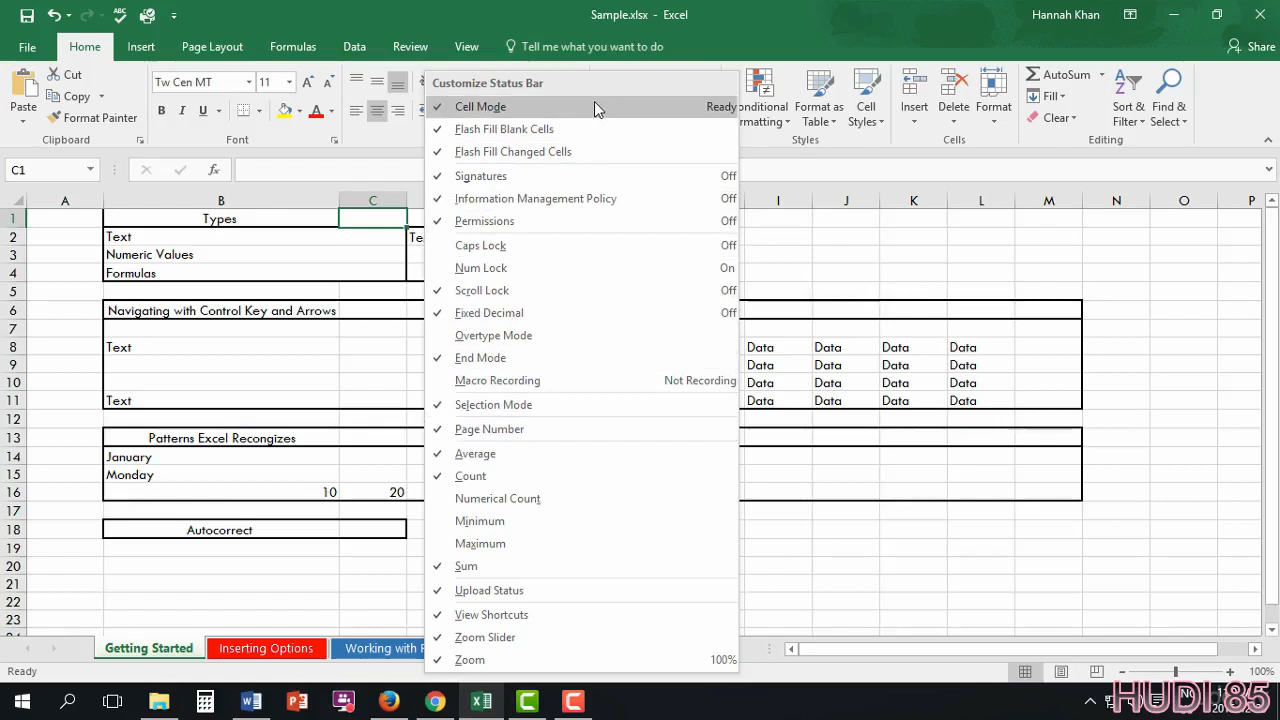 Sample.xlsx - Excel
Hannah Khan
File
Home
Insert
Page Layout
Formulas
Data
Review
View
Tell me what you want to do
Share
Paste
Cut
Copy
Format Painter
Clipboard
Tw Cen MT
11
B I U
Font
onditional
Formatting
Format as
Table
Cell
Styles
Styles
Insert
Delete
Format
Cells
AutoSum
Fill
Clear
Sort &
Filter
Find &
Select
Editing
C1
fx
A B C I J K L M N O P
1 Types
2 Text Te
3 Numeric Values
4 Formulas
5
6 Navigating with Control Key and Arrows
7
8 Text Data Data Data Data
9 Data Data Data Data
10 Data Data Data Data
11 Text Data Data Data Data
12
13 Patterns Excel Recongizes
14 January
15 Monday
16 10 20
17
18 Autocorrect
19
20
21
22
23
Customize Status Bar
Cell Mode Ready
Flash Fill Blank Cells
Flash Fill Changed Cells
Signatures Off
Information Management Policy Off
Permissions Off
Caps Lock Off
Num Lock On
Scroll Lock Off
Fixed Decimal Off
Overtype Mode
End Mode
Macro Recording Not Recording
Selection Mode
Page Number
Average
Count
Numerical Count
Minimum
Maximum
Sum
Upload Status
View Shortcuts
Zoom Slider
Zoom 100%
Getting Started
Inserting Options
Working with
Ready
100%
HUDI 85